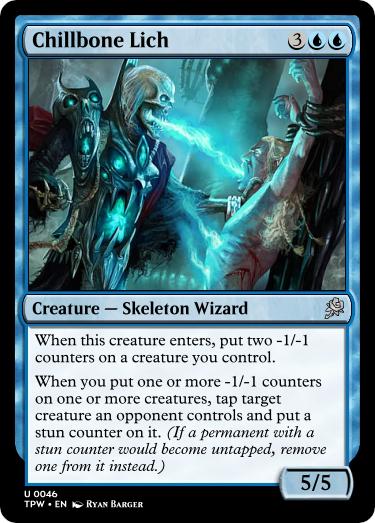 Chillbone Lich 3
Creature — Skeleton Wizard
When this creature enters, put two -1/-1
counters on a creature you control.
When you put one or more -1/-1 counters
on one or more creatures, tap target
creature an opponent controls and put a
stun counter on it. (If a permanent with a
stun counter would become untapped, remove
one from it instead.)
5/5
U 0046
TPW • EN Ryan Barger